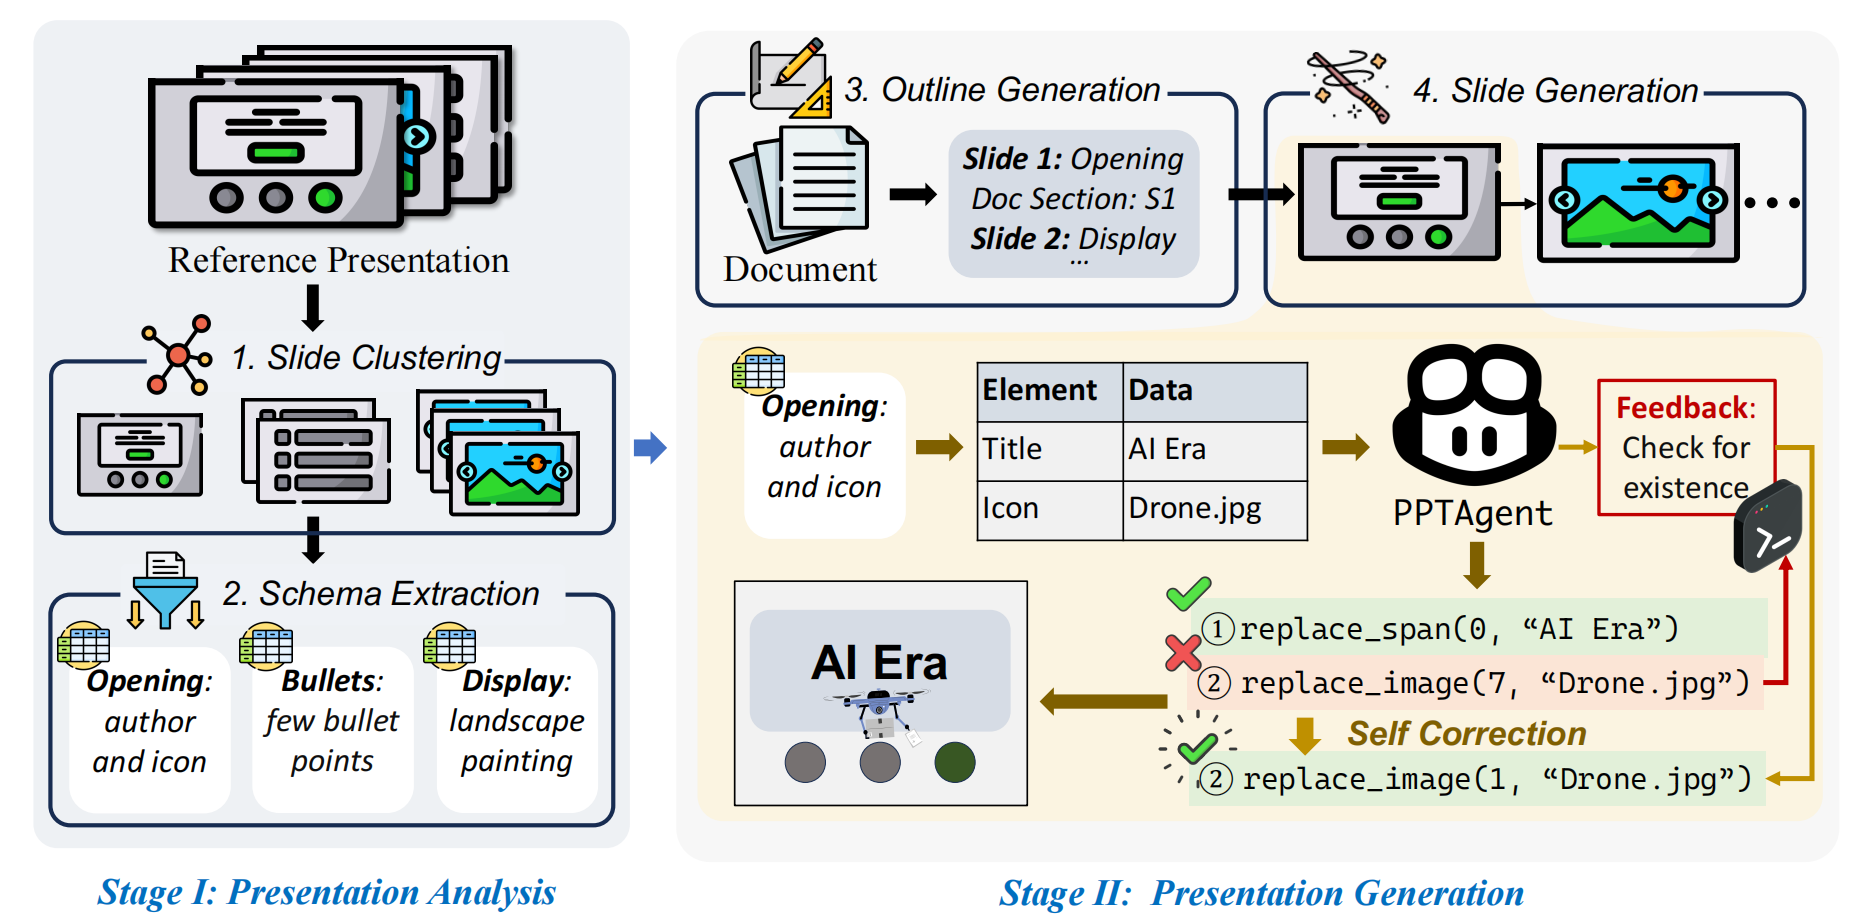 Reference Presentation
1. Slide Clustering
2. Schema Extraction
Opening:
author
and icon
Bullets:
few bullet
points
Display:
landscape
painting
Stage I: Presentation Analysis
3. Outline Generation
Document
Slide 1: Opening
Doc Section: S1
Slide 2: Display
...
4. Slide Generation
Opening:
author
and icon
Element Data
Title AI Era
Icon Drone.jpg
PPTAgent
Feedback:
Check for
existence
① replace_span(0, “AI Era”)
② replace_image(7, “Drone.jpg”)
Self Correction
② replace_image(1, “Drone.jpg”)
AI Era
Stage II: Presentation Generation